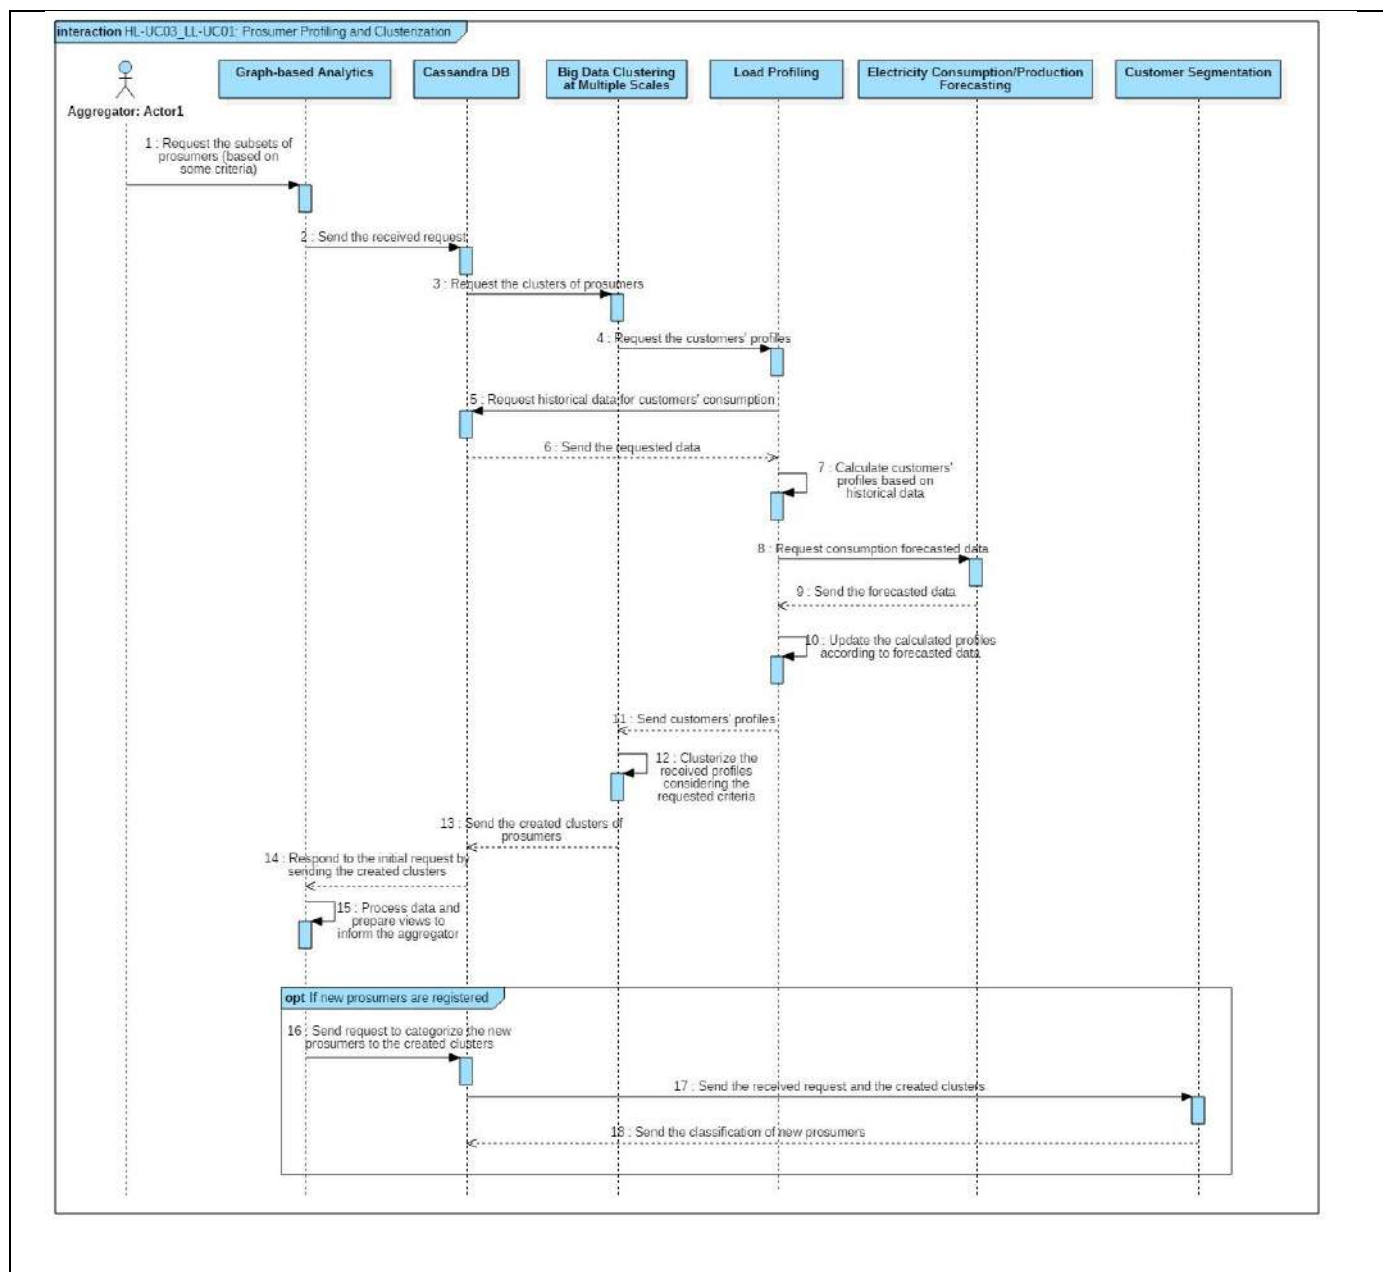 interaction HL-UC03_LL-UC01: Prosumer Profiling and Clusterization
Graph-based Analytics
Cassandra DB
Big Data Clustering
at Multiple Scales
Load Profiling
Electricity Consumption/Production
Forecasting
Customer Segmentation
Aggregator: Actor1
1 : Request the subsets of
prosumers (based on
some criteria)
2 : Send the received request
3 : Request the clusters of prosumers
4 : Request the customers' profiles
5 : Request historical data for customers' consumption
6 : Send the requested data
7 : Calculate customers'
profiles based on
historical data
8 : Request consumption forecasted data
9 : Send the forecasted data
10 : Update the calculated profiles
according to forecasted data
11 : Send customers' profiles
12 : Clusterize the
received profiles
considering the
requested criteria
13 : Send the created clusters of
prosumers
14 : Respond to the initial request by
sending the created clusters
15 : Process data and
prepare views to
inform the aggregator
opt If new prosumers are registered
16 : Send request to categorize the new
prosumers to the created clusters
17 : Send the received request and the created clusters
18 : Send the classification of new prosumers